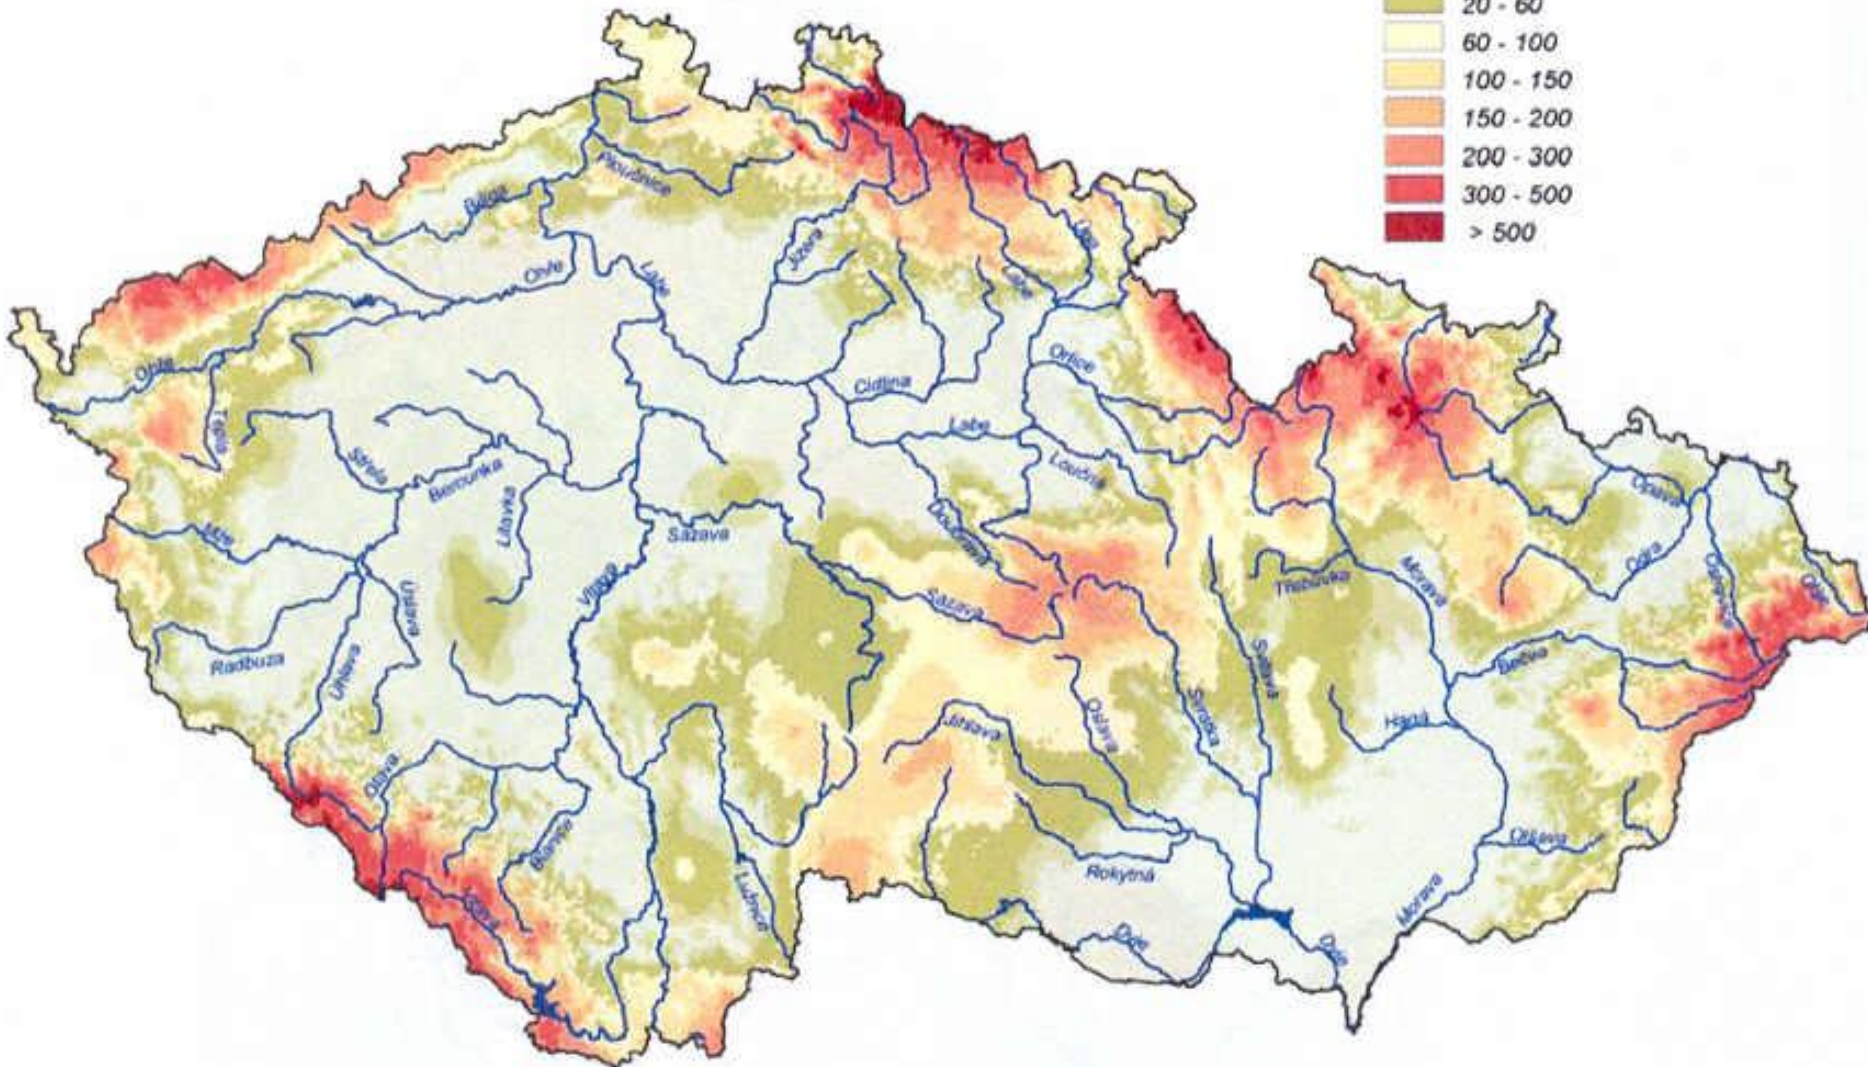 20 - 60
60 - 100
100 - 150
150 - 200
200 - 300
300 - 500
> 500
Ploučnice
Bílina
Jizera
Úpa
Ohře
Labe
Labe
Ohře
Orlice
Cidlina
Teplá
Labe
Střela
Berounka
Loučná
Litavka
Opava
Doubrava
Mže
Sázava
Odra
Morava
Ostravice
Olše
Třebůvka
Úslava
Vltava
Sázava
Radbuza
Úhlava
Svitava
Bečva
Oslava
Svratka
Haná
Jihlava
Otava
Blanice
Olšava
Rokytná
Lužnice
Morava
Dyje
Dyje